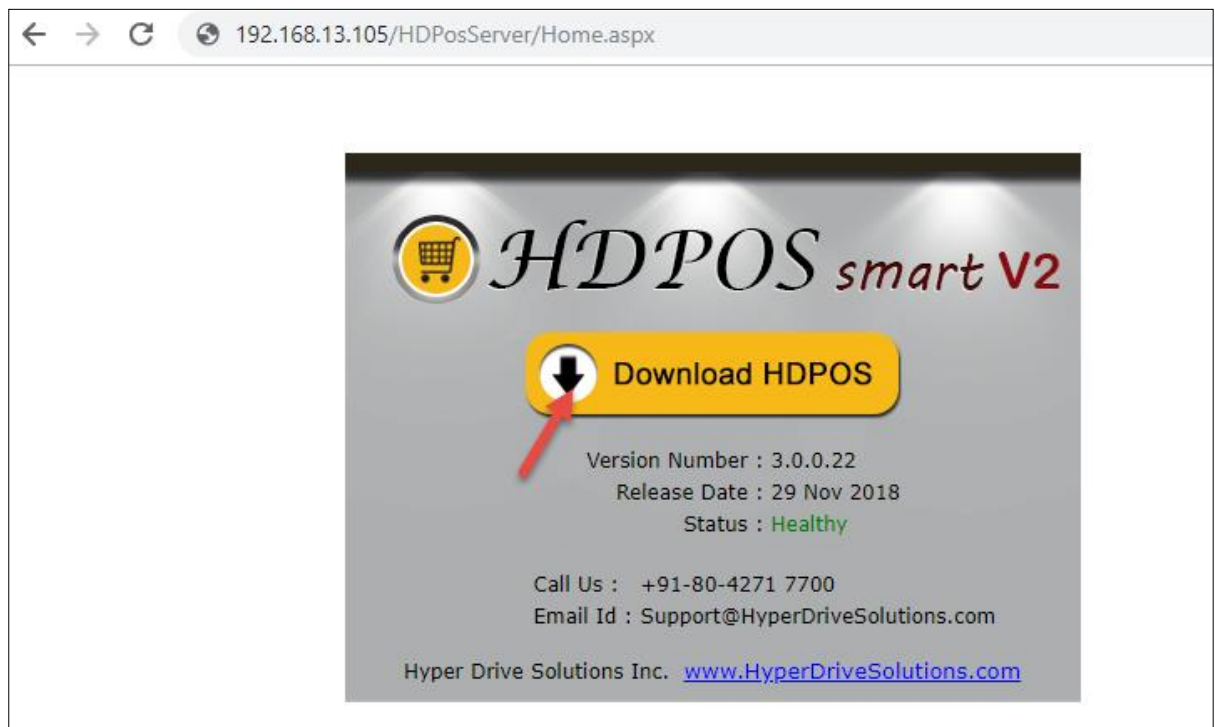 192.168.13.105/HDPosServer/Home.aspx
HDPOS smart V2
Download HDPOS
Version Number : 3.0.0.22
Release Date : 29 Nov 2018
Status : Healthy
Call Us : +91-80-4271 7700
Email Id : Support@HyperDriveSolutions.com
Hyper Drive Solutions Inc. www.HyperDriveSolutions.com